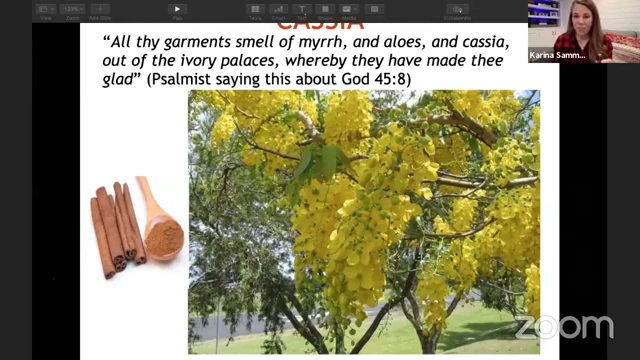 CASSIA
“All thy garments smell of myrrh, and aloes, and cassia,
out of the ivory palaces, whereby they have made thee
glad” (Psalmist saying this about God 45:8)
Karina Samm...
zoom